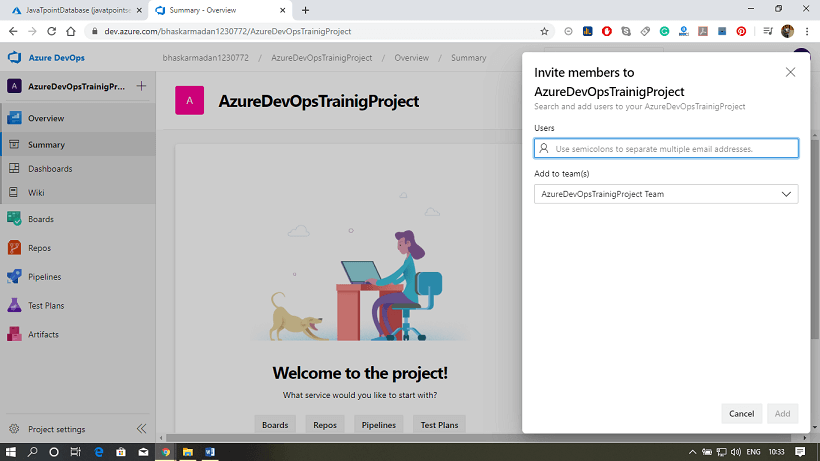 JavaTpointDatabase (javatpointse
Summary - Overview
dev.azure.com/bhaskarmadan1230772/AzureDevOpsTrainigProject
Azure DevOps
bhaskarmadan1230772 / AzureDevOpsTrainigProject / Overview / Summary
A AzureDevOpsTrainigPr...
Overview
Summary
Dashboards
Wiki
Boards
Repos
Pipelines
Test Plans
Artifacts
Project settings
A AzureDevOpsTrainigProject
Welcome to the project!
What service would you like to start with?
Boards Repos Pipelines Test Plans
Invite members to
AzureDevOpsTrainigProject
Search and add users to your AzureDevOpsTrainigProject
Users
Use semicolons to separate multiple email addresses.
Add to team(s)
AzureDevOpsTrainigProject Team
Cancel Add
ENG 10:33